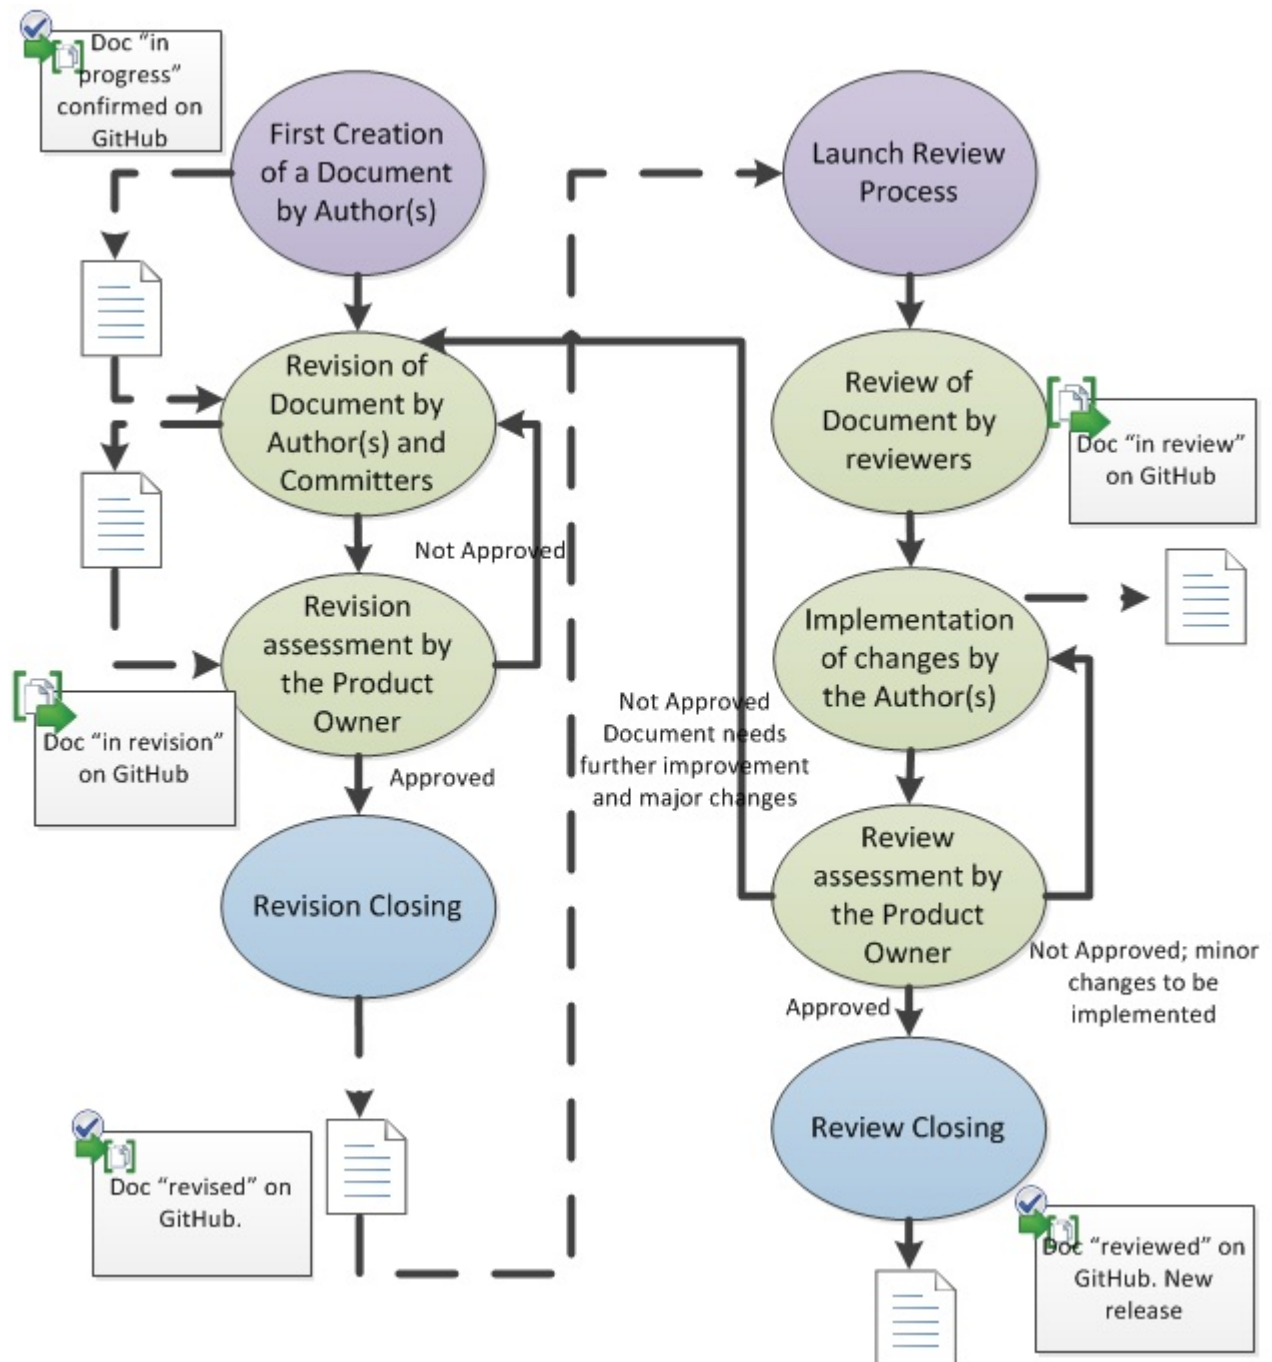 Doc “in
progress”
confirmed on
GitHub
First Creation
of a Document
by Author(s)
Launch Review
Process
Revision of
Document by
Author(s) and
Committers
Review of
Document by
reviewers
Doc “in review”
on GitHub
Not Approved
Revision
assessment by
the Product
Owner
Implementation
of changes by
the Author(s)
Doc “in revision”
on GitHub
Approved
Not Approved
Document needs
further improvement
and major changes
Review
assessment by
the Product
Owner
Revision Closing
Not Approved; minor
changes to be
implemented
Approved
Review Closing
Doc “revised” on
GitHub.
Doc “reviewed” on
GitHub. New
release